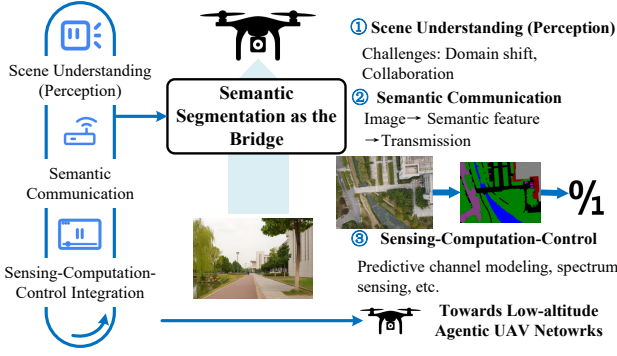 Scene Understanding
(Perception)
Semantic
Communication
Sensing-Computation-
Control Integration
Semantic
Segmentation as the
Bridge
① Scene Understanding (Perception)
Challenges: Domain shift,
Collaboration
② Semantic Communication
Image→ Semantic feature
→Transmission
0/1
③ Sensing-Computation-Control
Predictive channel modeling, spectrum
sensing, etc.
Towards Low-altitude
Agentic UAV Netowrks